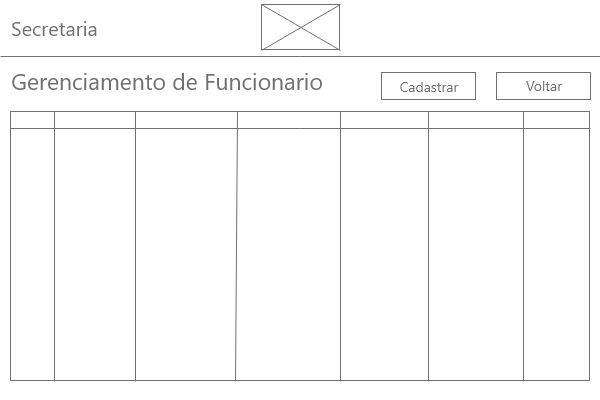 Secretaria
Gerenciamento de Funcionario
Cadastrar
Voltar